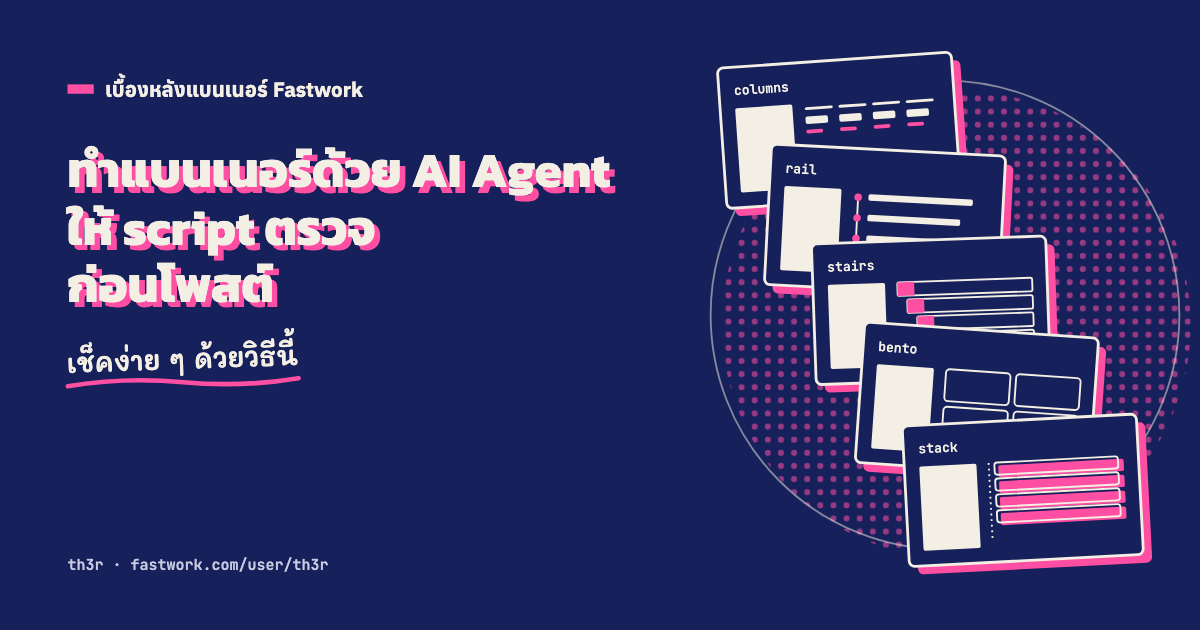 เบื้องหลังแบนเนอร์ Fastwork
ทำแบนเนอร์ด้วย AI Agent
ให้ script ตรวจ
ก่อนโพสต์
เช็คง่าย ๆ ด้วยวิธีนี้
th3r · fastwork.com/user/th3r
columns
rail
stairs
bento
stack